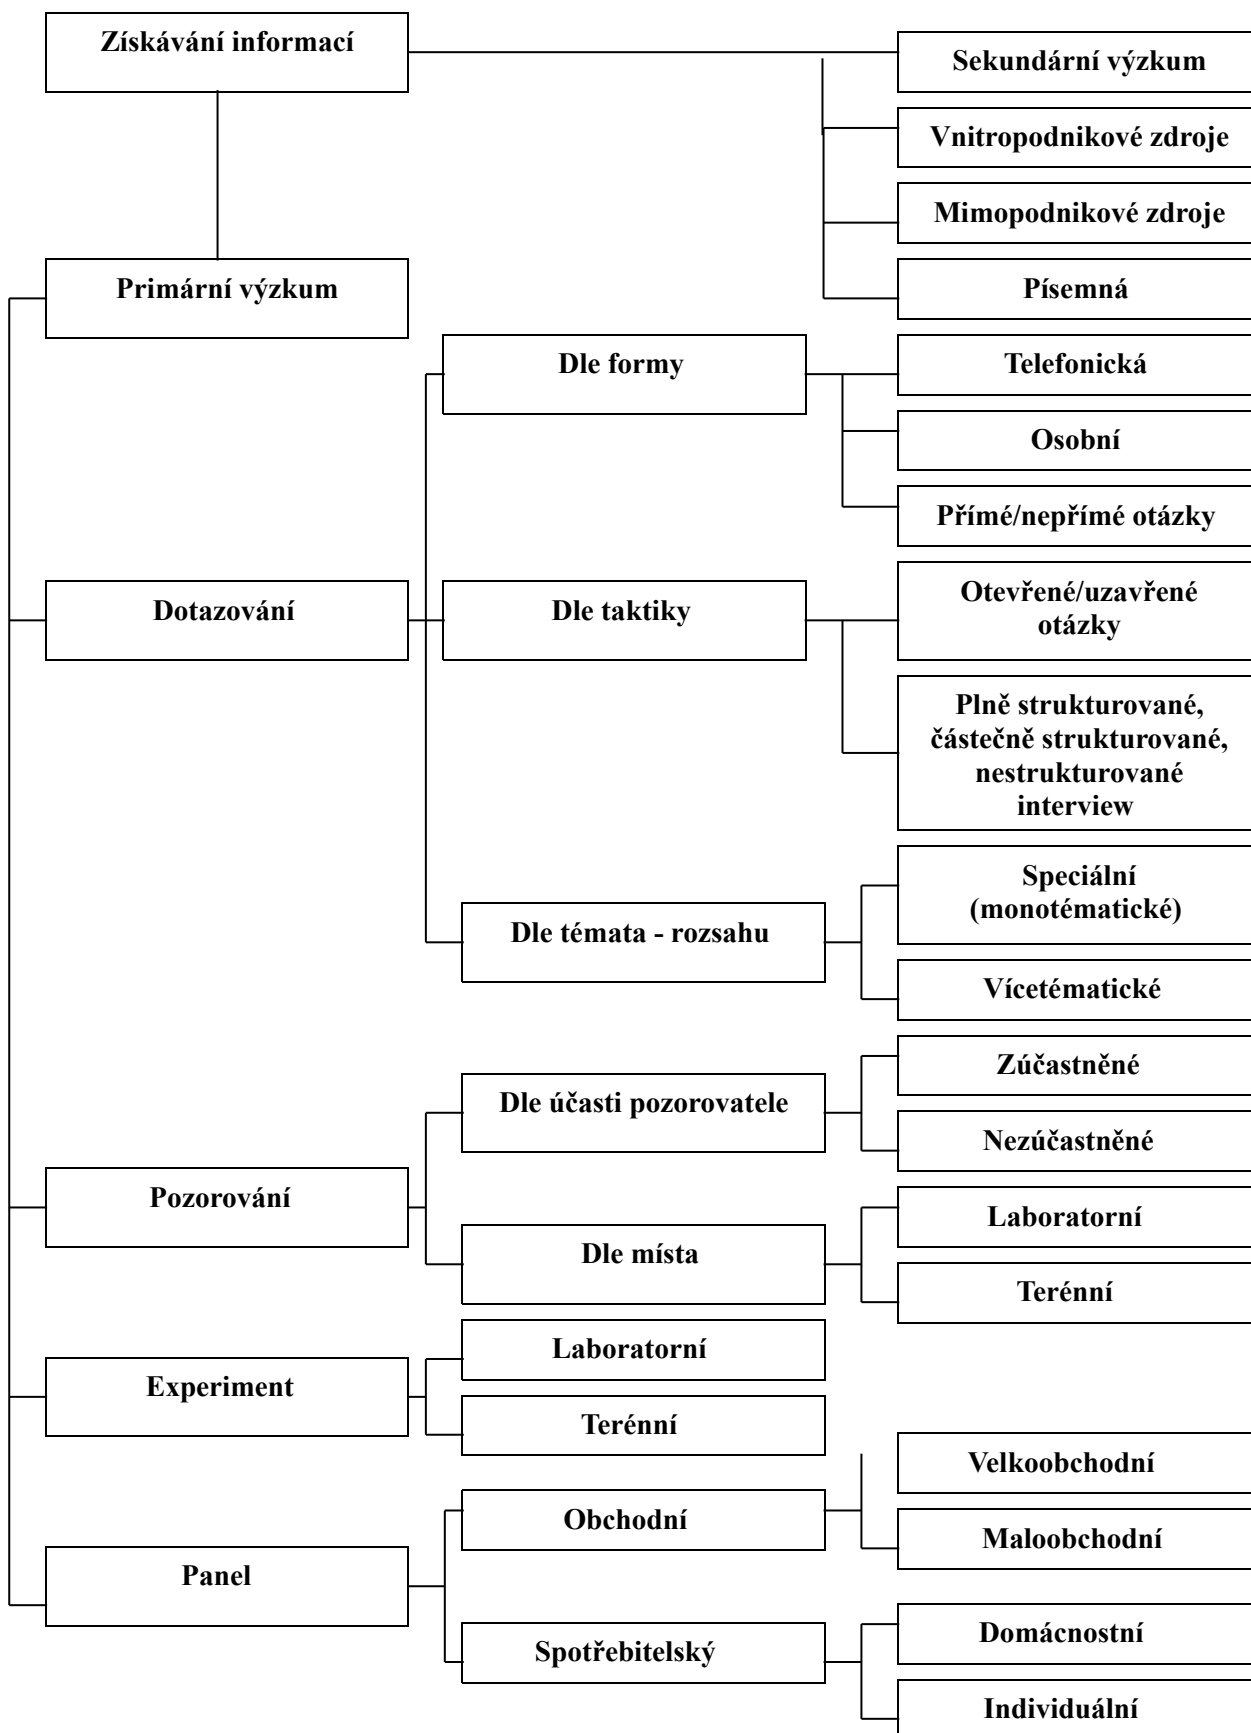 Získávání informací
Sekundární výzkum
Vnitropodnikové zdroje
Mimopodnikové zdroje
Primární výzkum
Písemná
Dle formy
Telefonická
Osobní
Přímé/nepřímé otázky
Dotazování
Dle taktiky
Otevřené/uzavřené
otázky
Plně strukturované,
částečně strukturované,
nestrukturované
interview
Dle témata - rozsahu
Speciální
(monotématické)
Vícetématické
Dle účasti pozorovatele
Zúčastněné
Nezúčastněné
Pozorování
Dle místa
Laboratorní
Terénní
Experiment
Laboratorní
Terénní
Obchodní
Velkoobchodní
Maloobchodní
Panel
Spotřebitelský
Domácnostní
Individuální